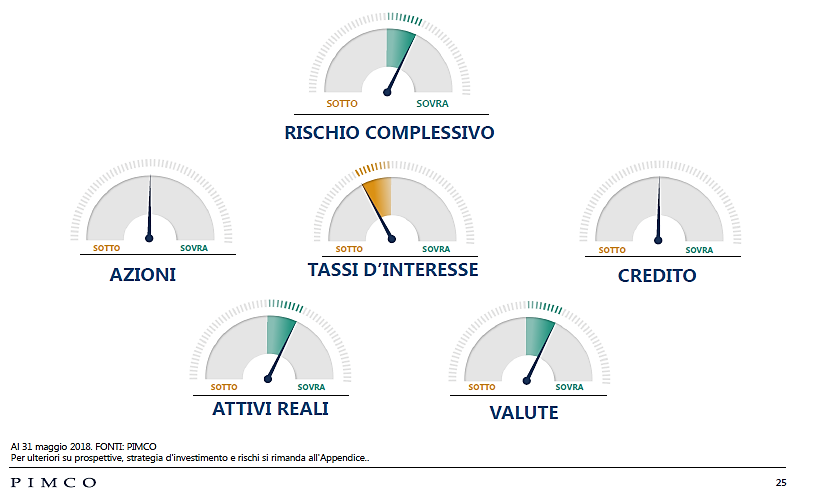 SOTTO SOVRA
RISCHIO COMPLESSIVO
SOTTO SOVRA
AZIONI
SOTTO SOVRA
TASSI D'INTERESSE
SOTTO SOVRA
CREDITO
SOTTO SOVRA
ATTIVI REALI
SOTTO SOVRA
VALUTE
Al 31 maggio 2018. FONTI: PIMCO
Per ulteriori su prospettive, strategia d'investimento e rischi si rimanda all'Appendice..
PIMCO
25